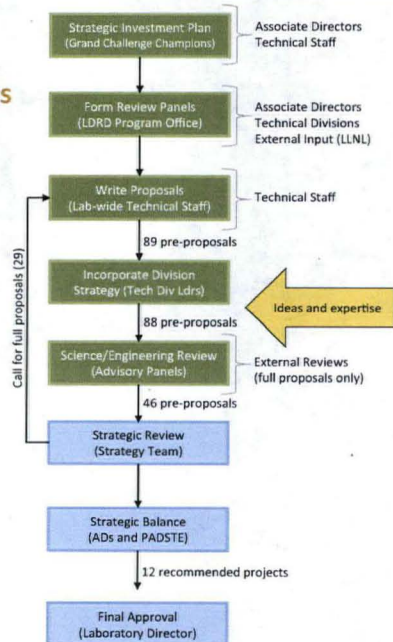 Strategic Investment Plan
(Grand Challenge Champions)
Associate Directors
Technical Staff
s
Form Review Panels
(LDRD Program Office)
Associate Directors
Technical Divisions
External Input (LLNL)
Write Proposals
(Lab-wide Technical Staff)
Technical Staff
89 pre-proposals
Call for full proposals (29)
Incorporate Division
Strategy (Tech Div Ldrs)
Ideas and expertise
88 pre-proposals
Science/Engineering Review
(Advisory Panels)
External Reviews
(full proposals only)
46 pre-proposals
Strategic Review
(Strategy Team)
Strategic Balance
(ADs and PADSTE)
12 recommended projects
Final Approval
(Laboratory Director)